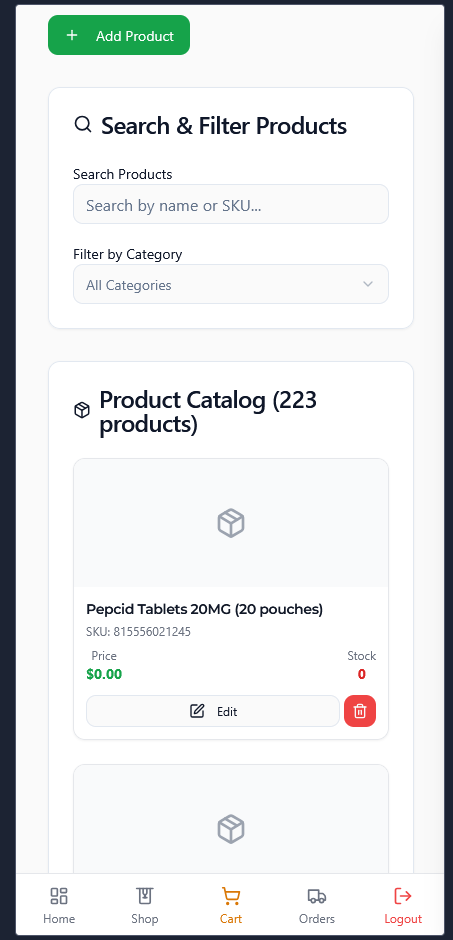 Add Product
Search & Filter Products
Search Products
Search by name or SKU...
Filter by Category
All Categories
Product Catalog (223
products)
Pepcid Tablets 20MG (20 pouches)
SKU: 815556021245
Price Stock
$0.00 0
Edit
Home Shop Cart Orders Logout